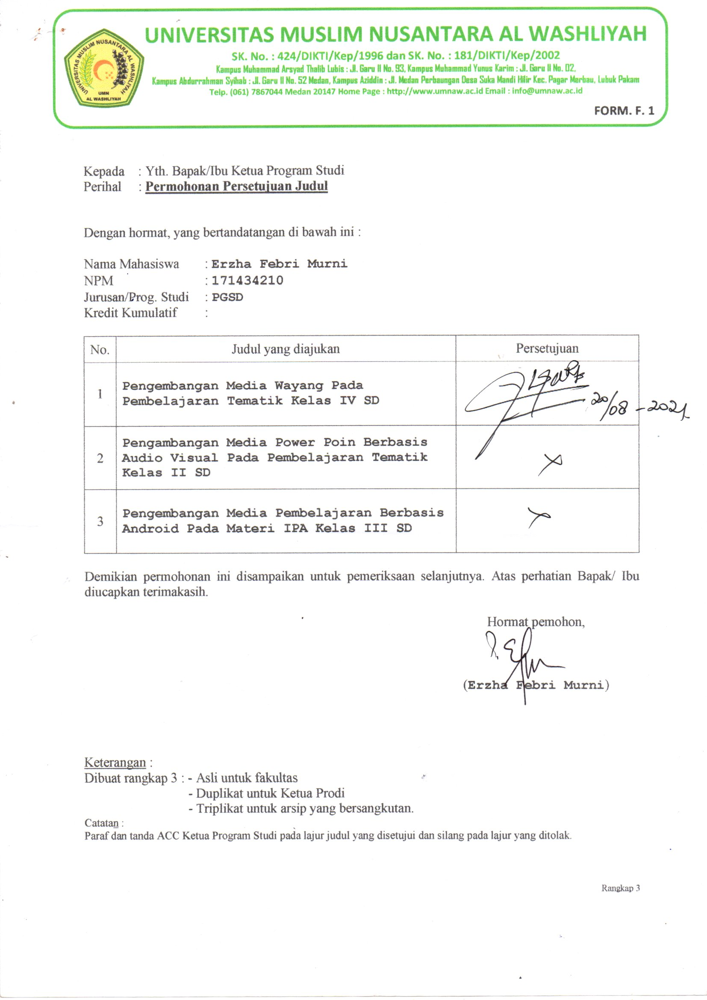 UNIVERSITAS MUSLIM NUSANTARA AL WASHLIYAH
UMN
AL WASHLIYAH
UNIVERSITAS MUSLIM NUSANTARA AL WASHLIYAH
SK. No. : 424/DIKTI/Kep/1996 dan SK. No. : 181/DIKTI/Kep/2002
Kampus Muhammad Arsyad Thalib Lubis : Jl. Garu II No. 93, Kampus Muhammad Yunus Karim : Jl. Garu II No. 02,
Kampus Abdurrahman Syihab : Jl. Garu II No. 52 Medan, Kampus Aziddin : Jl. Medan Perbaungan Desa Suka Mandi Hilir Kec. Pagar Merbau, Lubuk Pakam
Telp. (061) 7867044 Medan 20147 Home Page : http://www.umnaw.ac.id Email : info@umnaw.ac.id
FORM. F. 1
Kepada : Yth. Bapak/Ibu Ketua Program Studi
Perihal : Permohonan Persetujuan Judul
Dengan hormat, yang bertandatangan di bawah ini :
Nama Mahasiswa : Erzha Febri Murni
NPM : 171434210
Jurusan/Prog. Studi : PGSD
Kredit Kumulatif :
No. Judul yang diajukan Persetujuan
1 Pengembangan Media Wayang Pada
Pembelajaran Tematik Kelas IV SD
20/08-2021
2 Pengambangan Media Power Poin Berbasis
Audio Visual Pada Pembelajaran Tematik
Kelas II SD
3 Pengembangan Media Pembelajaran Berbasis
Android Pada Materi IPA Kelas III SD
Demikian permohonan ini disampaikan untuk pemeriksaan selanjutnya. Atas perhatian Bapak/ Ibu
diucapkan terimakasih.
Hormat pemohon,
(Erzha Febri Murni)
Keterangan :
Dibuat rangkap 3 : - Asli untuk fakultas
- Duplikat untuk Ketua Prodi
- Triplikat untuk arsip yang bersangkutan.
Catatan :
Paraf dan tanda ACC Ketua Program Studi pada lajur judul yang disetujui dan silang pada lajur yang ditolak.
Rangkap 3